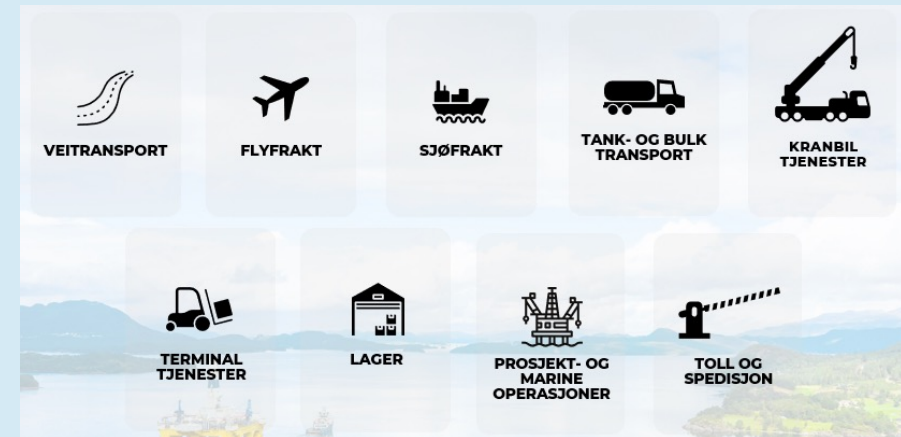 VEITRANSPORT
FLYFRAKT
SJØFRAKT
TANK- OG BULK
TRANSPORT
KRANBIL
TJENESTER
TERMINAL
TJENESTER
LAGER
PROSJEKT- OG
MARINE
OPERASJONER
TOLL OG
SPEDISJON